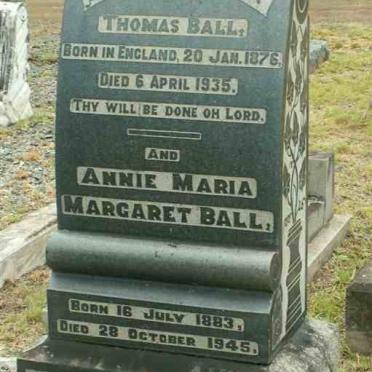 THOMAS BALL,
BORN IN ENGLAND, 20 JAN. 1876.
DIED 6 APRIL 1935.
THY WILL BE DONE OH LORD.
AND
ANNIE MARIA
MARGARET BALL,
BORN 16 JULY 1883,
DIED 28 OCTOBER 1945,